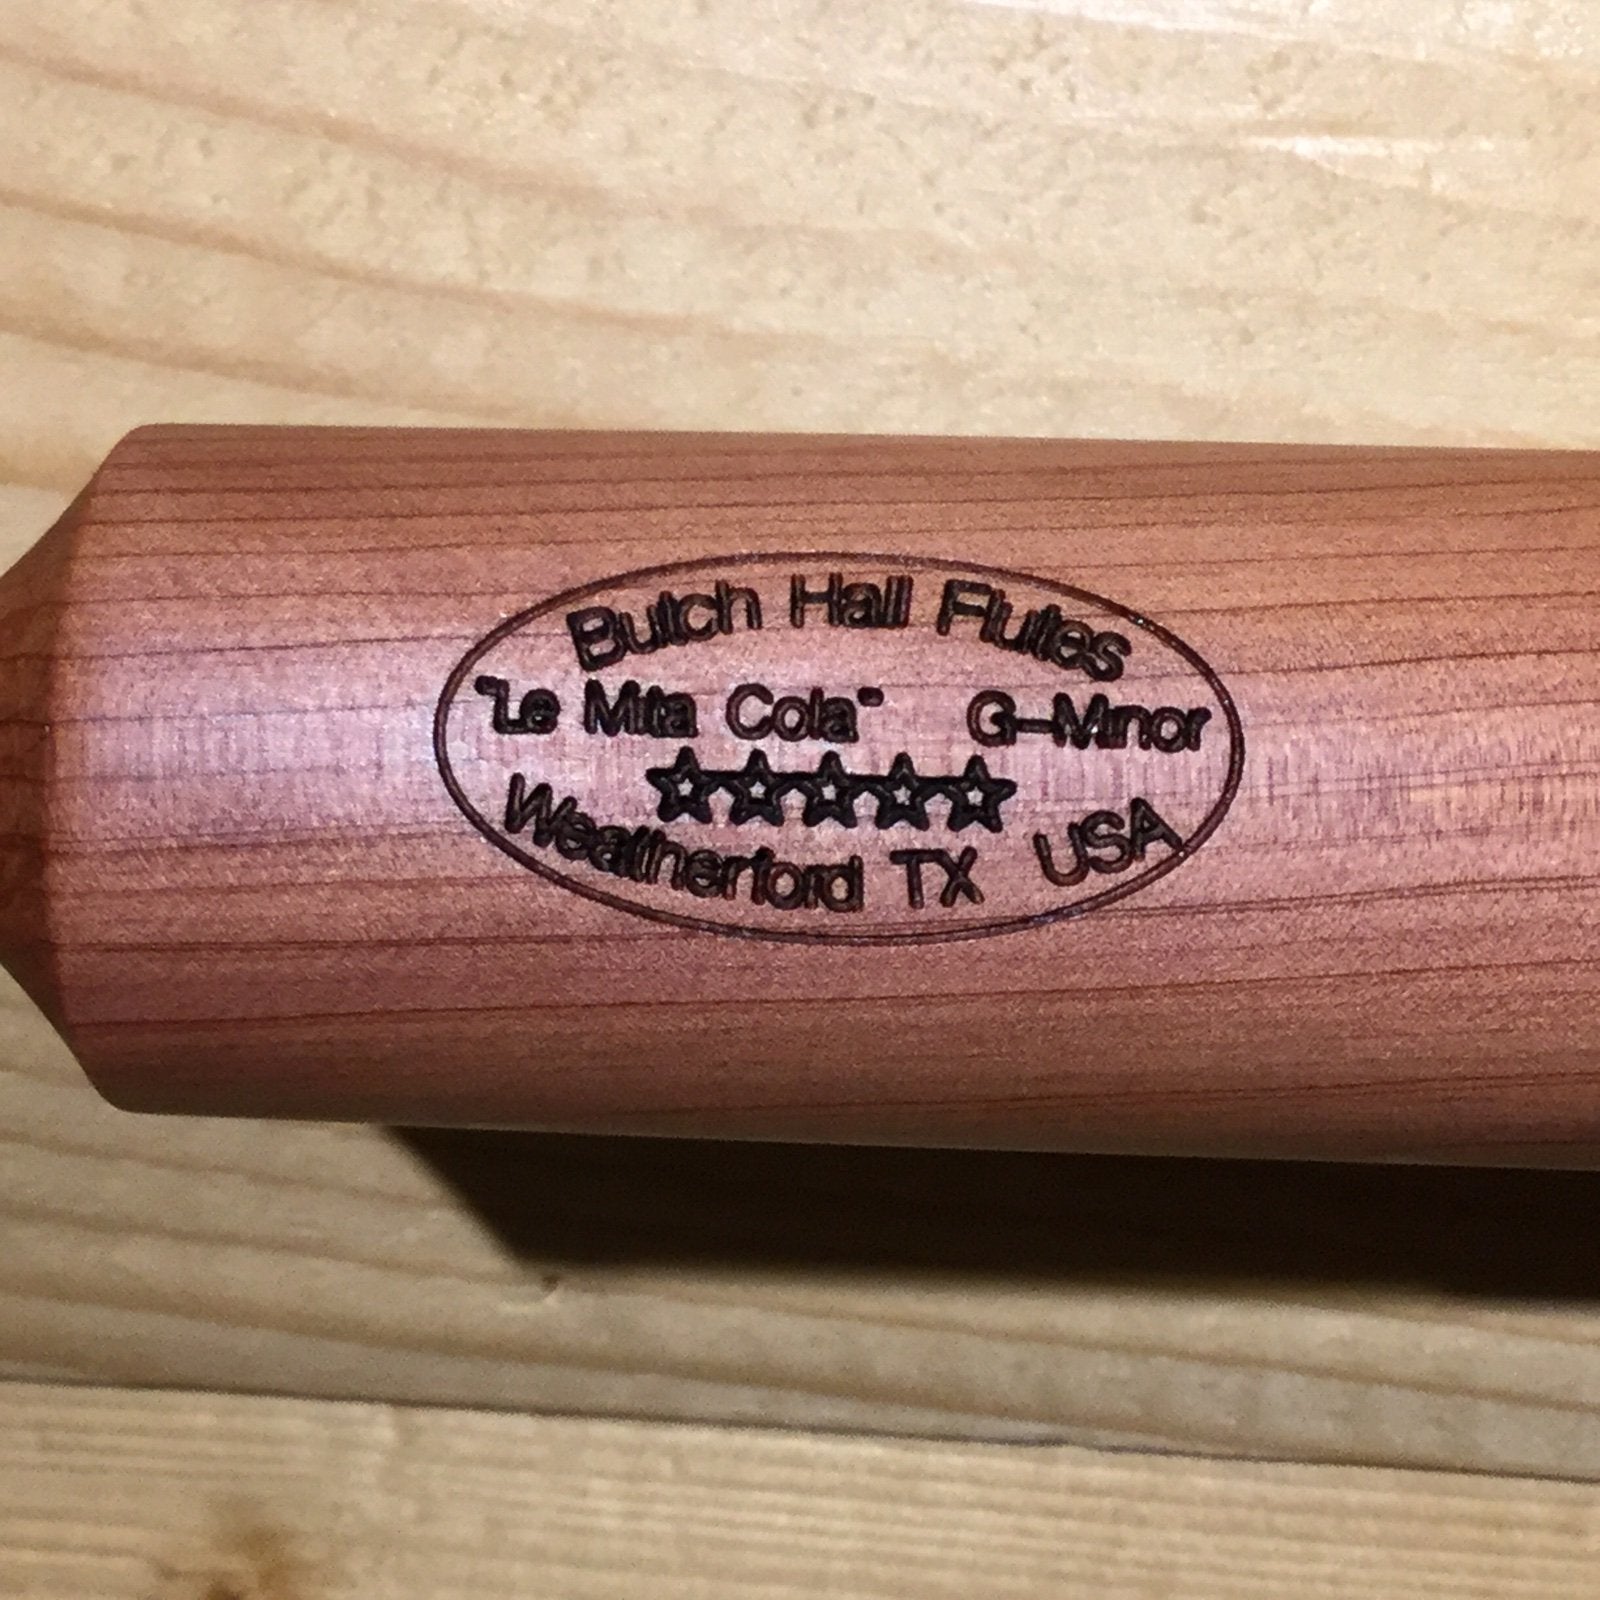 Butch Hall Flutes
"Le Mita Cola" G-Minor
Weatherford TX USA